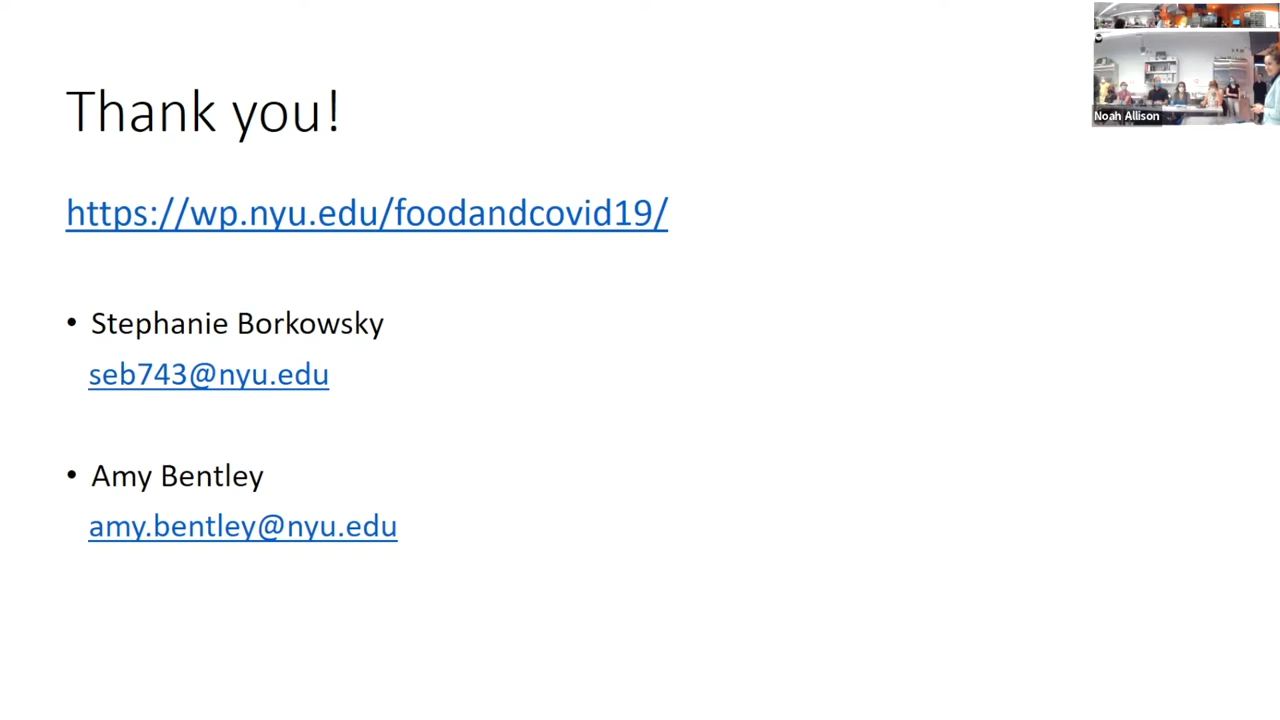 Thank you!
https://wp.nyu.edu/foodandcovid19/
• Stephanie Borkowsky
seb743@nyu.edu
• Amy Bentley
amy.bentley@nyu.edu
Noah Allison